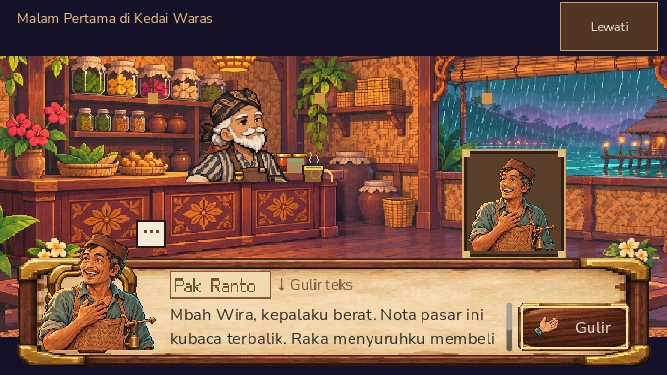 Malam Pertama di Kedai Waras
Lewati
...
Pak Ranto
↓ Gulir teks
Mbah Wira, kepalaku berat. Nota pasar ini
kubaca terbalik. Raka menyuruhku membeli
Gulir